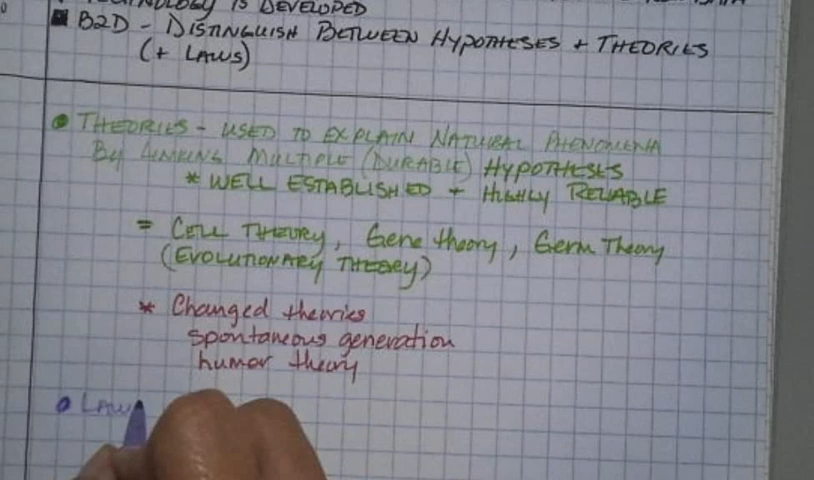 IS DEVELOPED
B2D - DISTINGUISH BETWEEN HYPOTHESES + THEORIES
(+ LAWS)
THEORIES - USED TO EXPLAIN NATURAL PHENOMENA
BY LINKING MULTIPLE (DURABLE) HYPOTHESES
* WELL ESTABLISHED + HIGHLY RELIABLE
= CELL THEORY, Gene theory, Germ Theory
(EVOLUTIONARY THEORY)
* Changed theories
spontaneous generation
humor theory
LAW